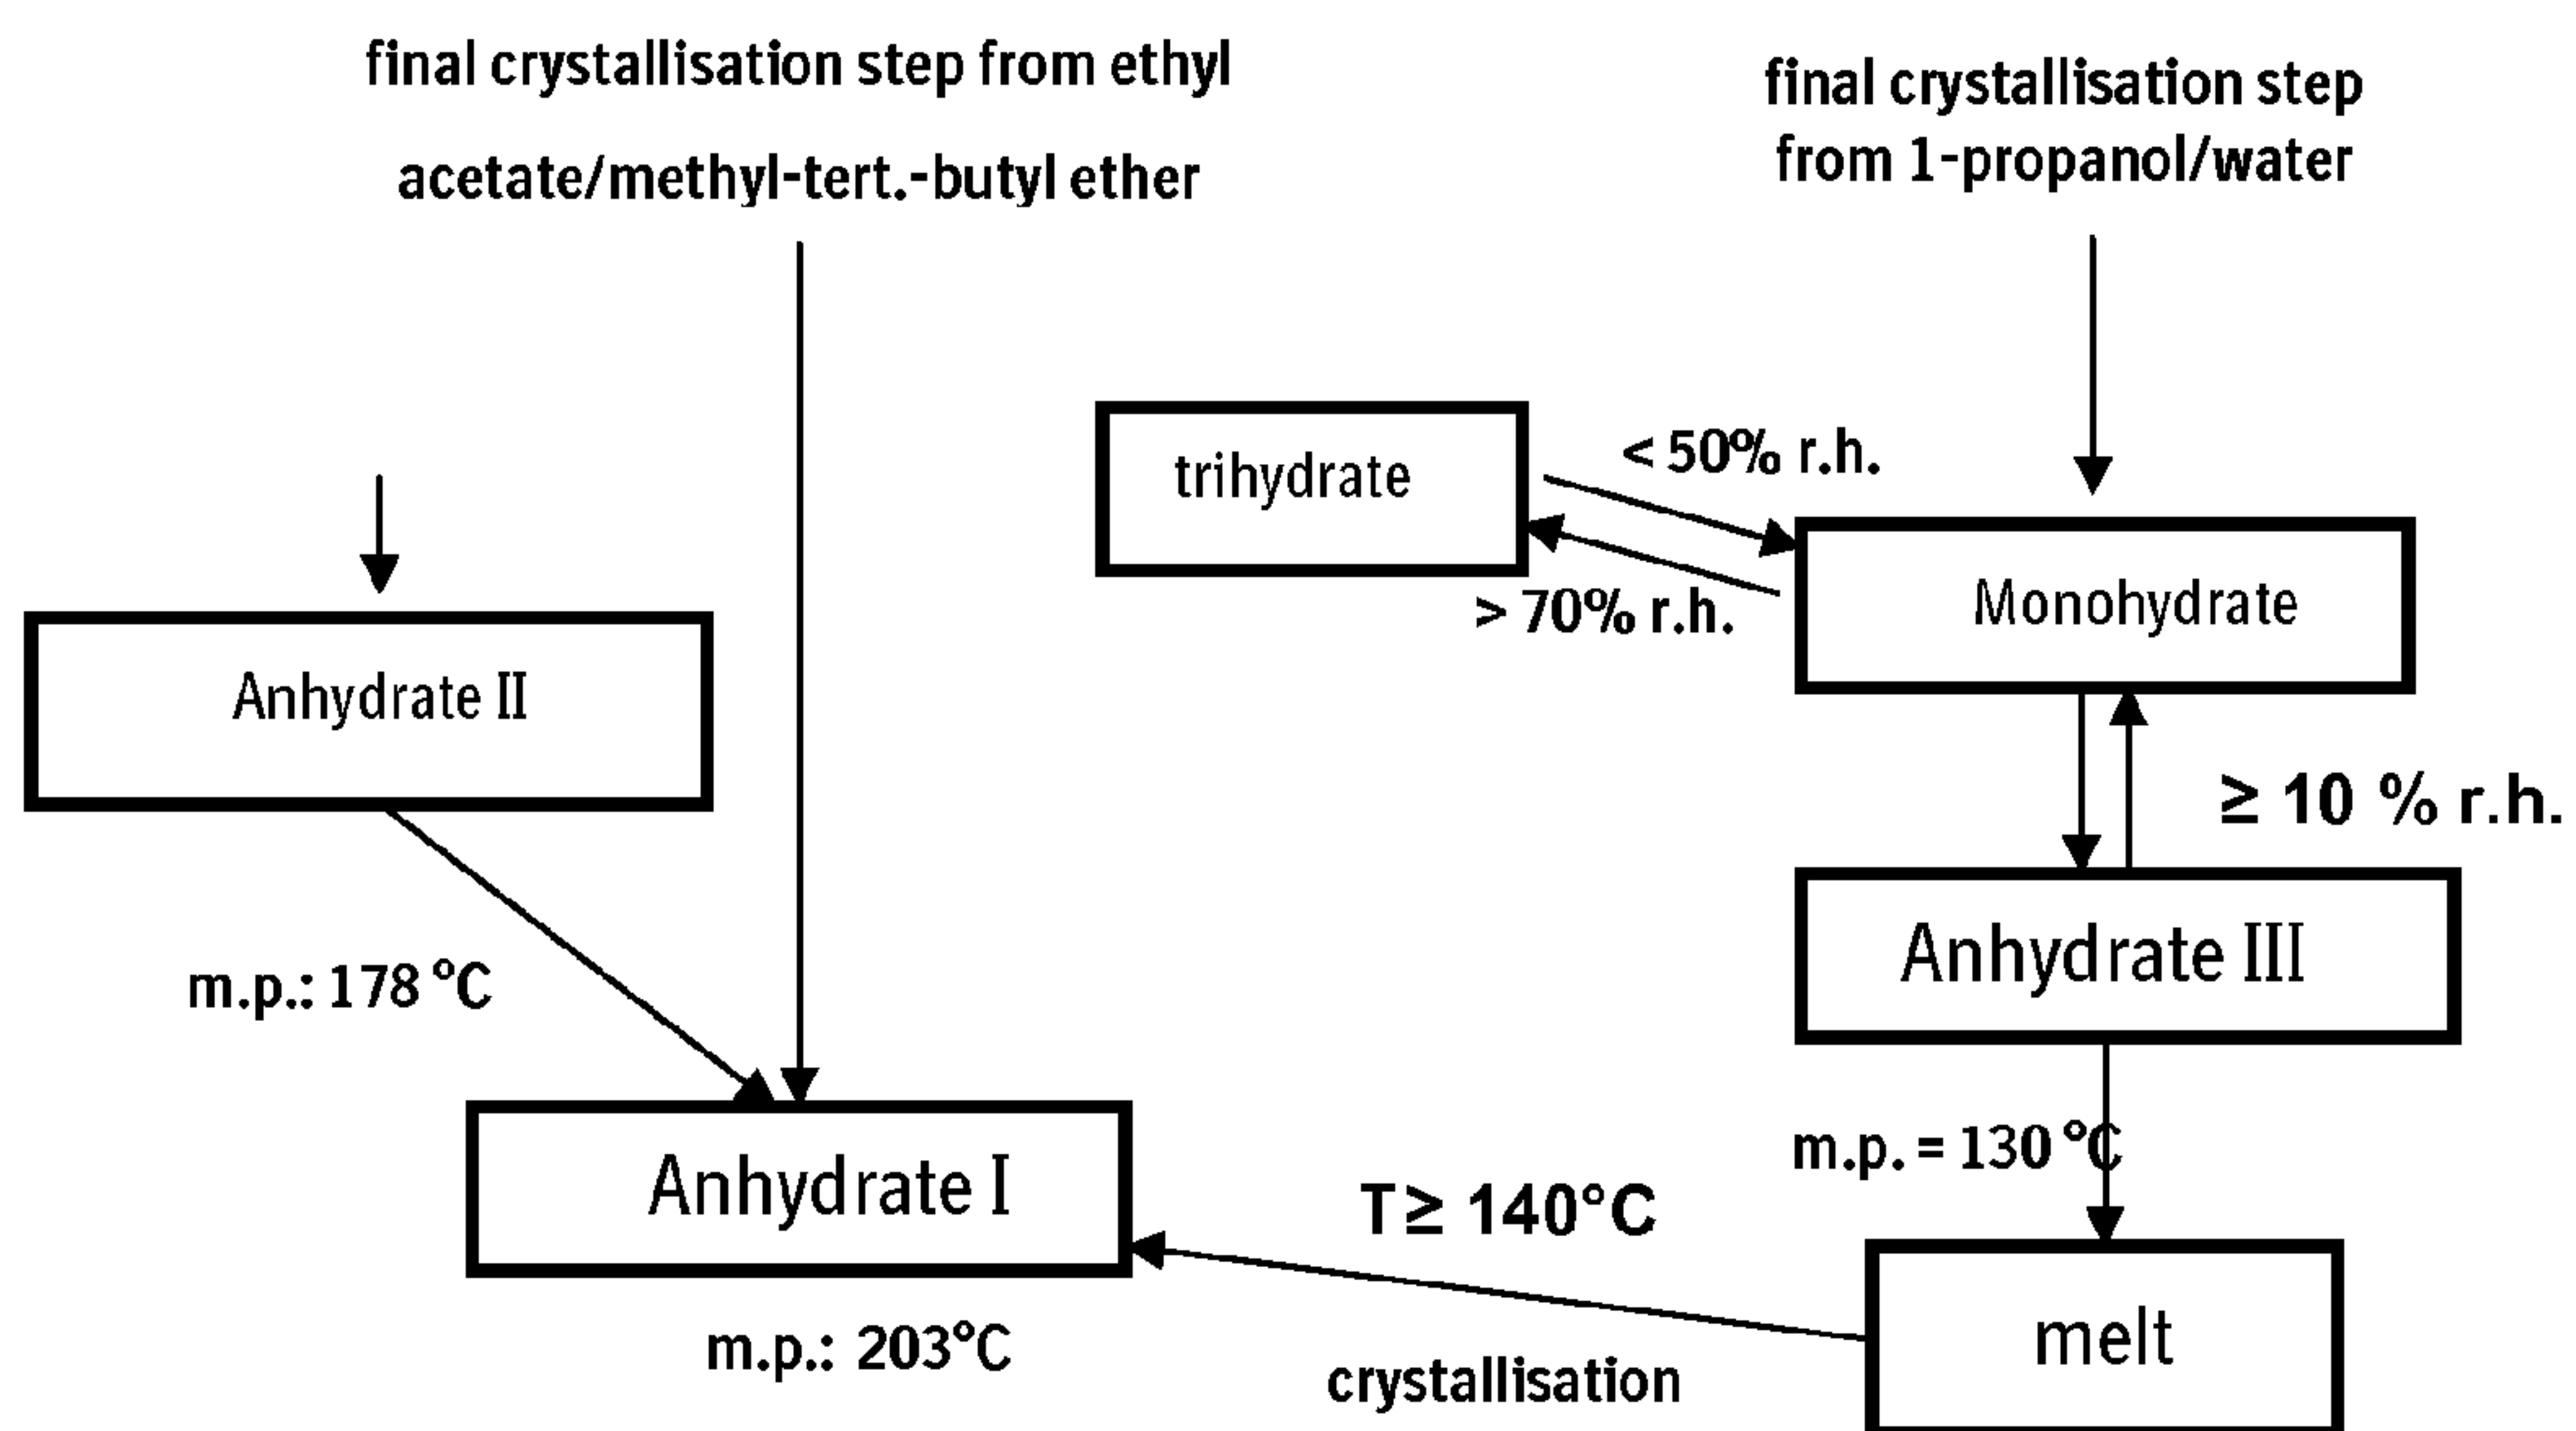 final crystallisation step from ethyl
acetate/methyl-tert.-butyl ether
final crystallisation step
from 1-propanol/water
trihydrate
< 50% r.h.
> 70% r.h.
Monohydrate
Anhydrate II
≥ 10 % r.h.
Anhydrate III
m.p.: 178 °C
m.p. = 130 °C
Anhydrate I
T ≥ 140°C
m.p.: 203°C
crystallisation
melt